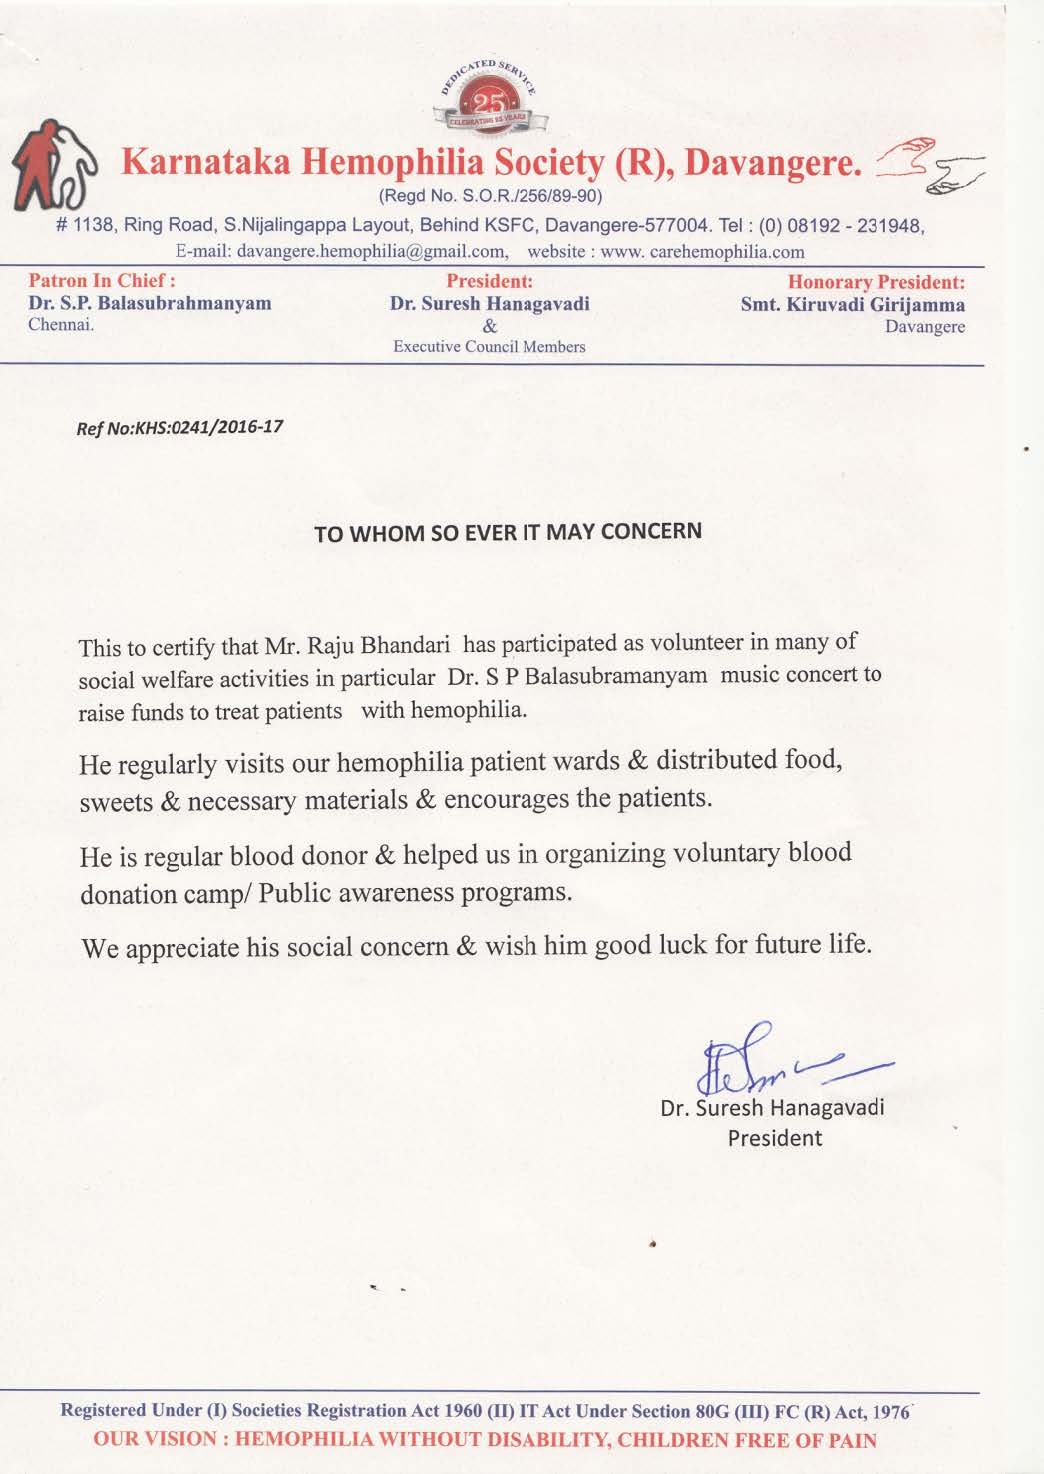 DEDICATED SERVICE
25
CELEBRATING 25 YEARS
Karnataka Hemophilia Society (R), Davangere.
(Regd No. S.O.R./256/89-90)
# 1138, Ring Road, S.Nijalingappa Layout, Behind KSFC, Davangere-577004. Tel : (0) 08192 - 231948,
E-mail: davangere.hemophilia@gmail.com, website : www. carehemophilia.com
Patron In Chief : President: Honorary President:
Dr. S.P. Balasubrahmanyam Dr. Suresh Hanagavadi Smt. Kiruvadi Girijamma
Chennai. & Davangere
Executive Council Members
Ref No:KHS:0241/2016-17
TO WHOM SO EVER IT MAY CONCERN
This to certify that Mr. Raju Bhandari has participated as volunteer in many of
social welfare activities in particular Dr. S P Balasubramanyam music concert to
raise funds to treat patients with hemophilia.
He regularly visits our hemophilia patient wards & distributed food,
sweets & necessary materials & encourages the patients.
He is regular blood donor & helped us in organizing voluntary blood
donation camp/ Public awareness programs.
We appreciate his social concern & wish him good luck for future life.
Dr. Suresh Hanagavadi
President
Registered Under (I) Societies Registration Act 1960 (II) IT Act Under Section 80G (III) FC (R) Act, 1976
OUR VISION : HEMOPHILIA WITHOUT DISABILITY, CHILDREN FREE OF PAIN